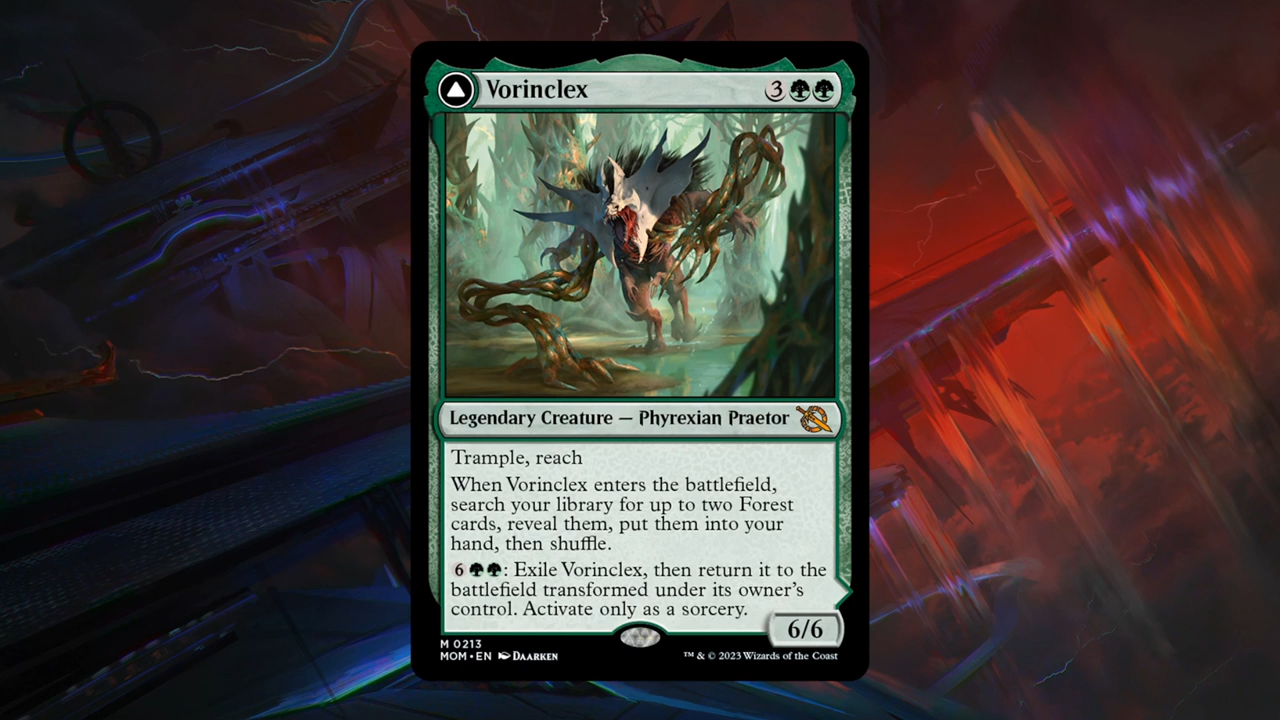 Vorinclex 3
Legendary Creature — Phyrexian Praetor
Trample, reach
When Vorinclex enters the battlefield,
search your library for up to two Forest
cards, reveal them, put them into your
hand, then shuffle.
6 : Exile Vorinclex, then return it to the
battlefield transformed under its owner's
control. Activate only as a sorcery.
6/6
M 0213
MOM • EN DAARKEN ™ & © 2023 Wizards of the Coast